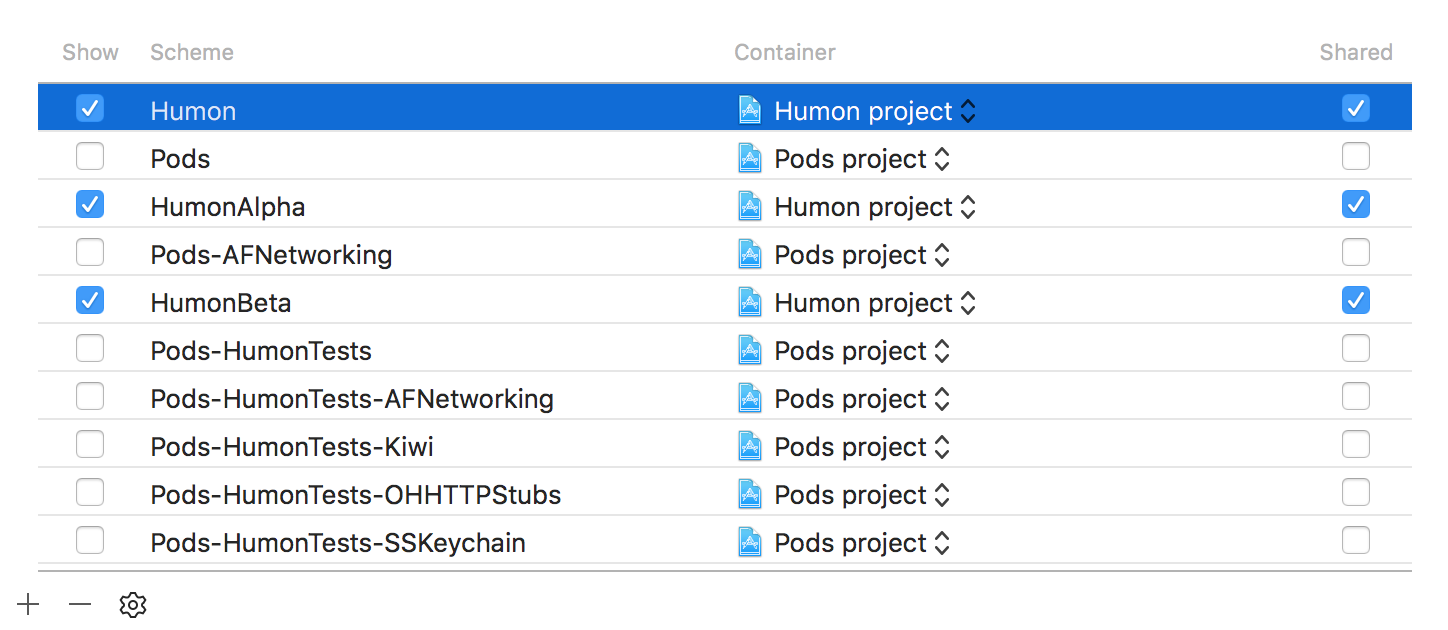 Show Scheme Container Shared
Humon Humon project
Pods Pods project
HumonAlpha Humon project
Pods-AFNetworking Pods project
HumonBeta Humon project
Pods-HumonTests Pods project
Pods-HumonTests-AFNetworking Pods project
Pods-HumonTests-Kiwi Pods project
Pods-HumonTests-OHHTTPStubs Pods project
Pods-HumonTests-SSKeychain Pods project